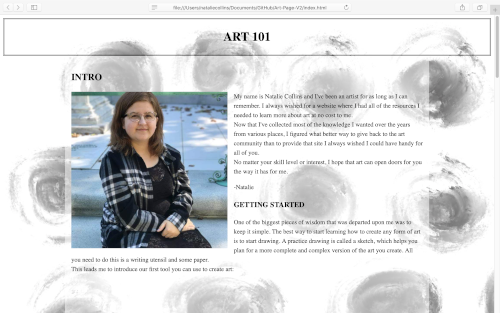 file:///Users/nataliecollins/Documents/GitHub/Art-Page-V2/index.html
ART 101
INTRO
My name is Natalie Collins and I've been an artist for as long as I can
remember. I always wished for a website where I had all of the resources I
needed to learn more about art at no cost to me.
Now that I've collected most of the knowledge I wanted over the years
from various places, I figured what better way to give back to the art
community than to provide that site I always wished I could have handy for
all of you.
No matter your skill level or interest, I hope that art can open doors for you
the way it has for me.
-Natalie
GETTING STARTED
One of the biggest pieces of wisdom that was departed upon me was to
keep it simple. The best way to start learning how to create any form of art
is to start drawing. A practice drawing is called a sketch, which helps you
plan for a more complete and complex version of the art you create. All
you need to do this is a writing utensil and some paper.
This leads me to introduce our first tool you can use to create art: